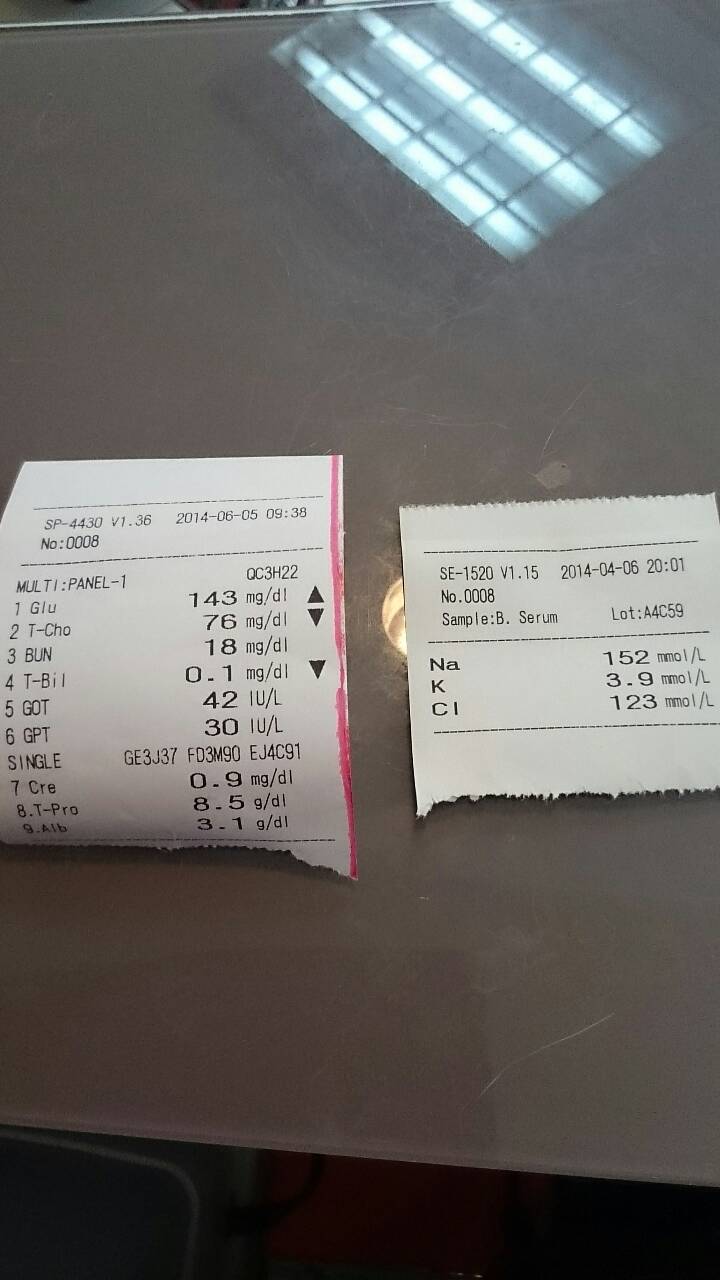 SP-4430 V1.36 2014-06-05 09:38
No:0008
MULTI:PANEL-1 QC3H22
1 Glu 143 mg/dl ▲
2 T-Cho 76 mg/dl ▼
3 BUN 18 mg/dl
4 T-Bil 0.1 mg/dl ▼
5 GOT 42 IU/L
6 GPT 30 IU/L
SINGLE GE3J37 FD3M90 EJ4C91
7 Cre 0.9 mg/dl
8.T-Pro 8.5 g/dl
9.Alb 3.1 g/dl
SE-1520 V1.15 2014-04-06 20:01
No.0008
Sample:B. Serum Lot:A4C59
Na 152 mmol/L
K 3.9 mmol/L
Cl 123 mmol/L